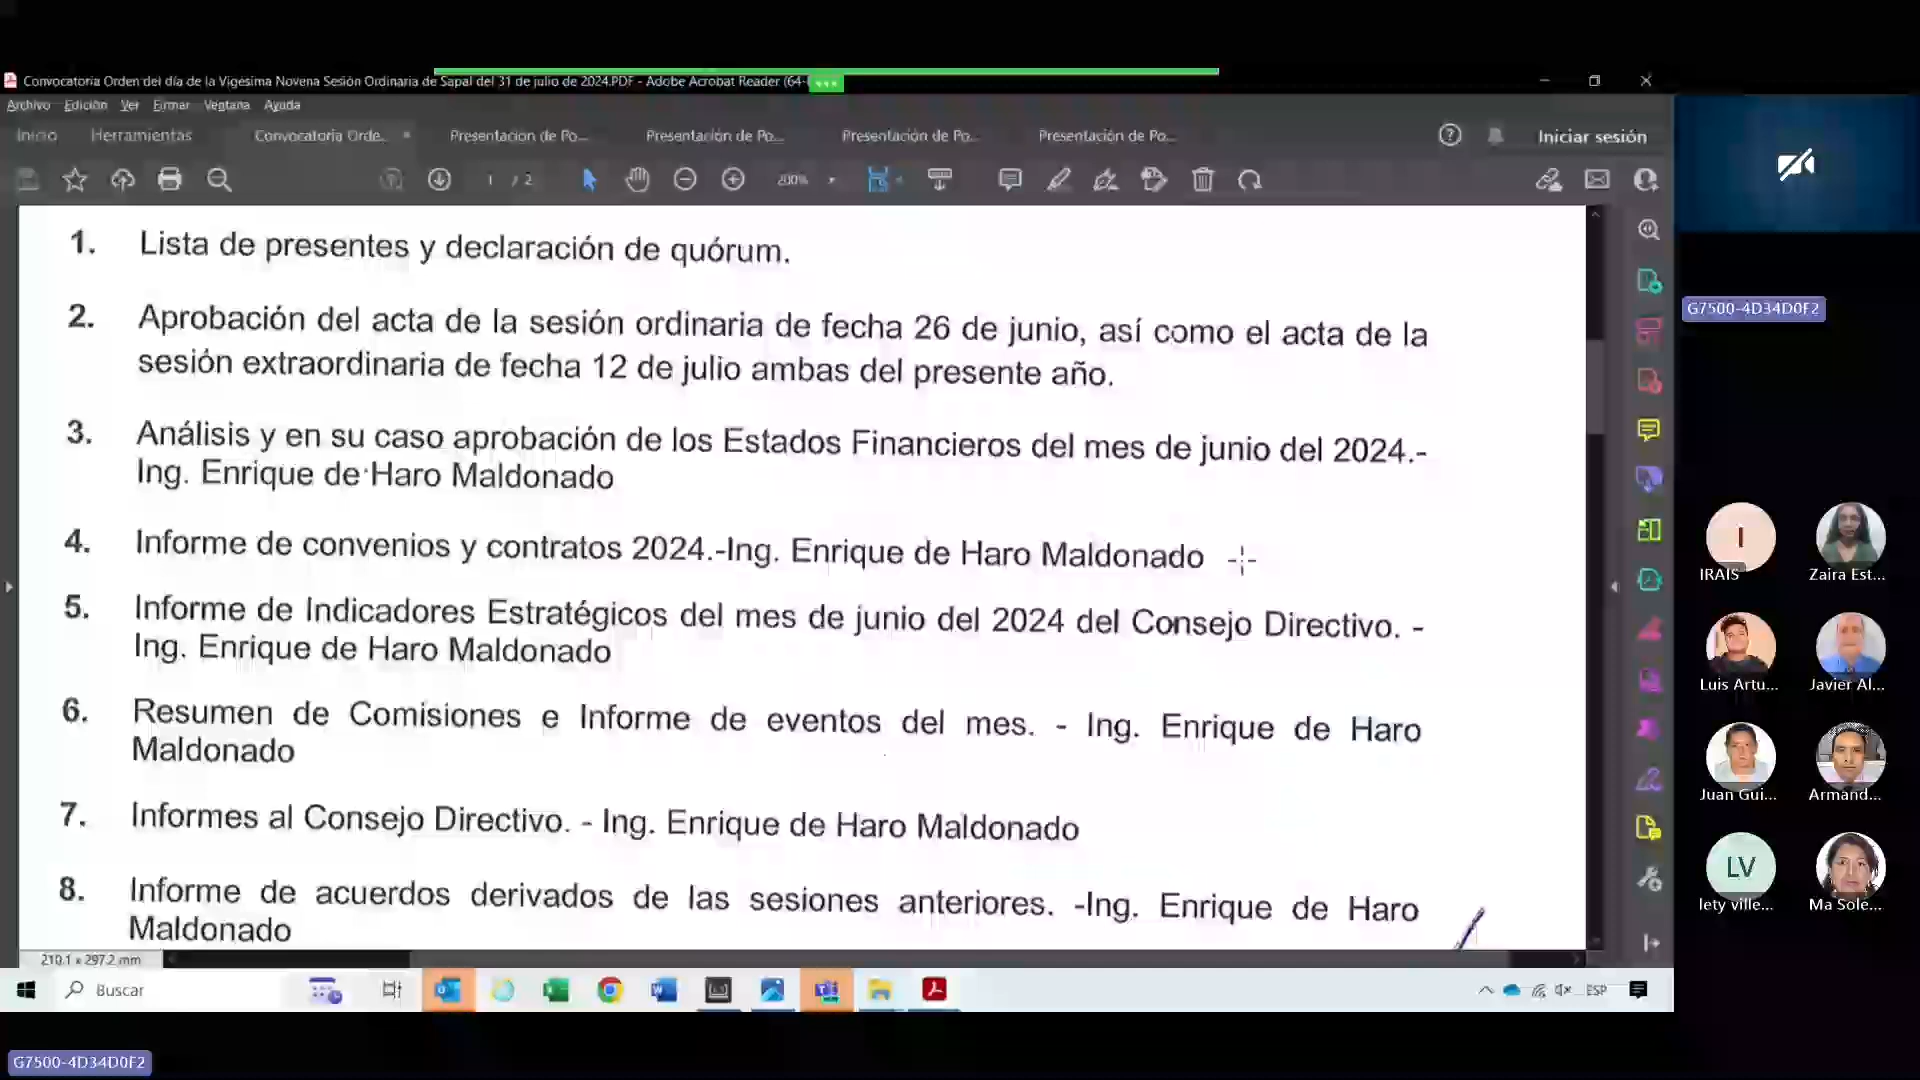 Convocatoria Orden del día de la Vigesima Novena Sesión Ordinaria de Sapal del 31 de julio de 2024.PDF - Adobe Acrobat Reader (64-
Archivo Edición Ver Firmar Ventana Ayuda
Inicio Herramientas Convocatoria Orde... Presentacion de Po... Presentación de Po... Presentación de Po... Presentación de Po... Iniciar sesión
1 / 2 200%
1. Lista de presentes y declaración de quórum.
2. Aprobación del acta de la sesión ordinaria de fecha 26 de junio, así como el acta de la
sesión extraordinaria de fecha 12 de julio ambas del presente año.
3. Análisis y en su caso aprobación de los Estados Financieros del mes de junio del 2024.-
Ing. Enrique de Haro Maldonado
4. Informe de convenios y contratos 2024.-Ing. Enrique de Haro Maldonado
5. Informe de Indicadores Estratégicos del mes de junio del 2024 del Consejo Directivo. -
Ing. Enrique de Haro Maldonado
6. Resumen de Comisiones e Informe de eventos del mes. - Ing. Enrique de Haro
Maldonado
7. Informes al Consejo Directivo. - Ing. Enrique de Haro Maldonado
8. Informe de acuerdos derivados de las sesiones anteriores. -Ing. Enrique de Haro
Maldonado
210.1 x 297.2 mm
Buscar
ESP
G7500-4D34D0F2
G7500-4D34D0F2
I
IRAIS Zaira Est...
Luis Artu... Javier Al...
Juan Gui... Armand...
LV
lety ville... Ma Sole...